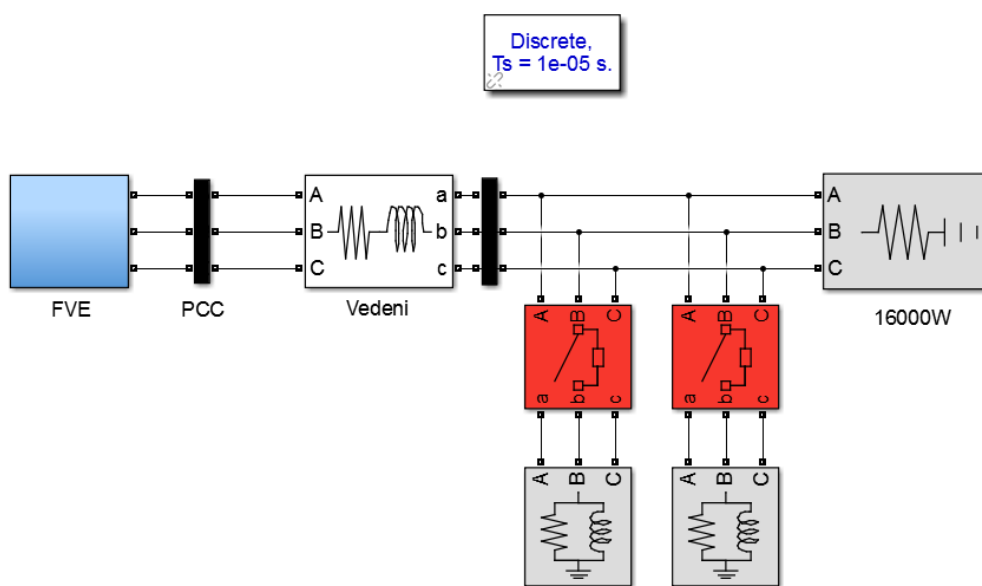 Discrete,
Ts = 1e-05 s.
A a A
B b B
C c C
FVE PCC Vedeni 16000W
A B C A B C
a b c a b c
A B C A B C